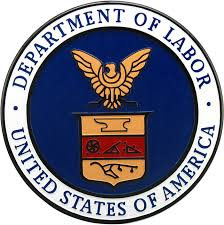 DEPARTMENT OF LABOR
UNITED STATES OF AMERICA